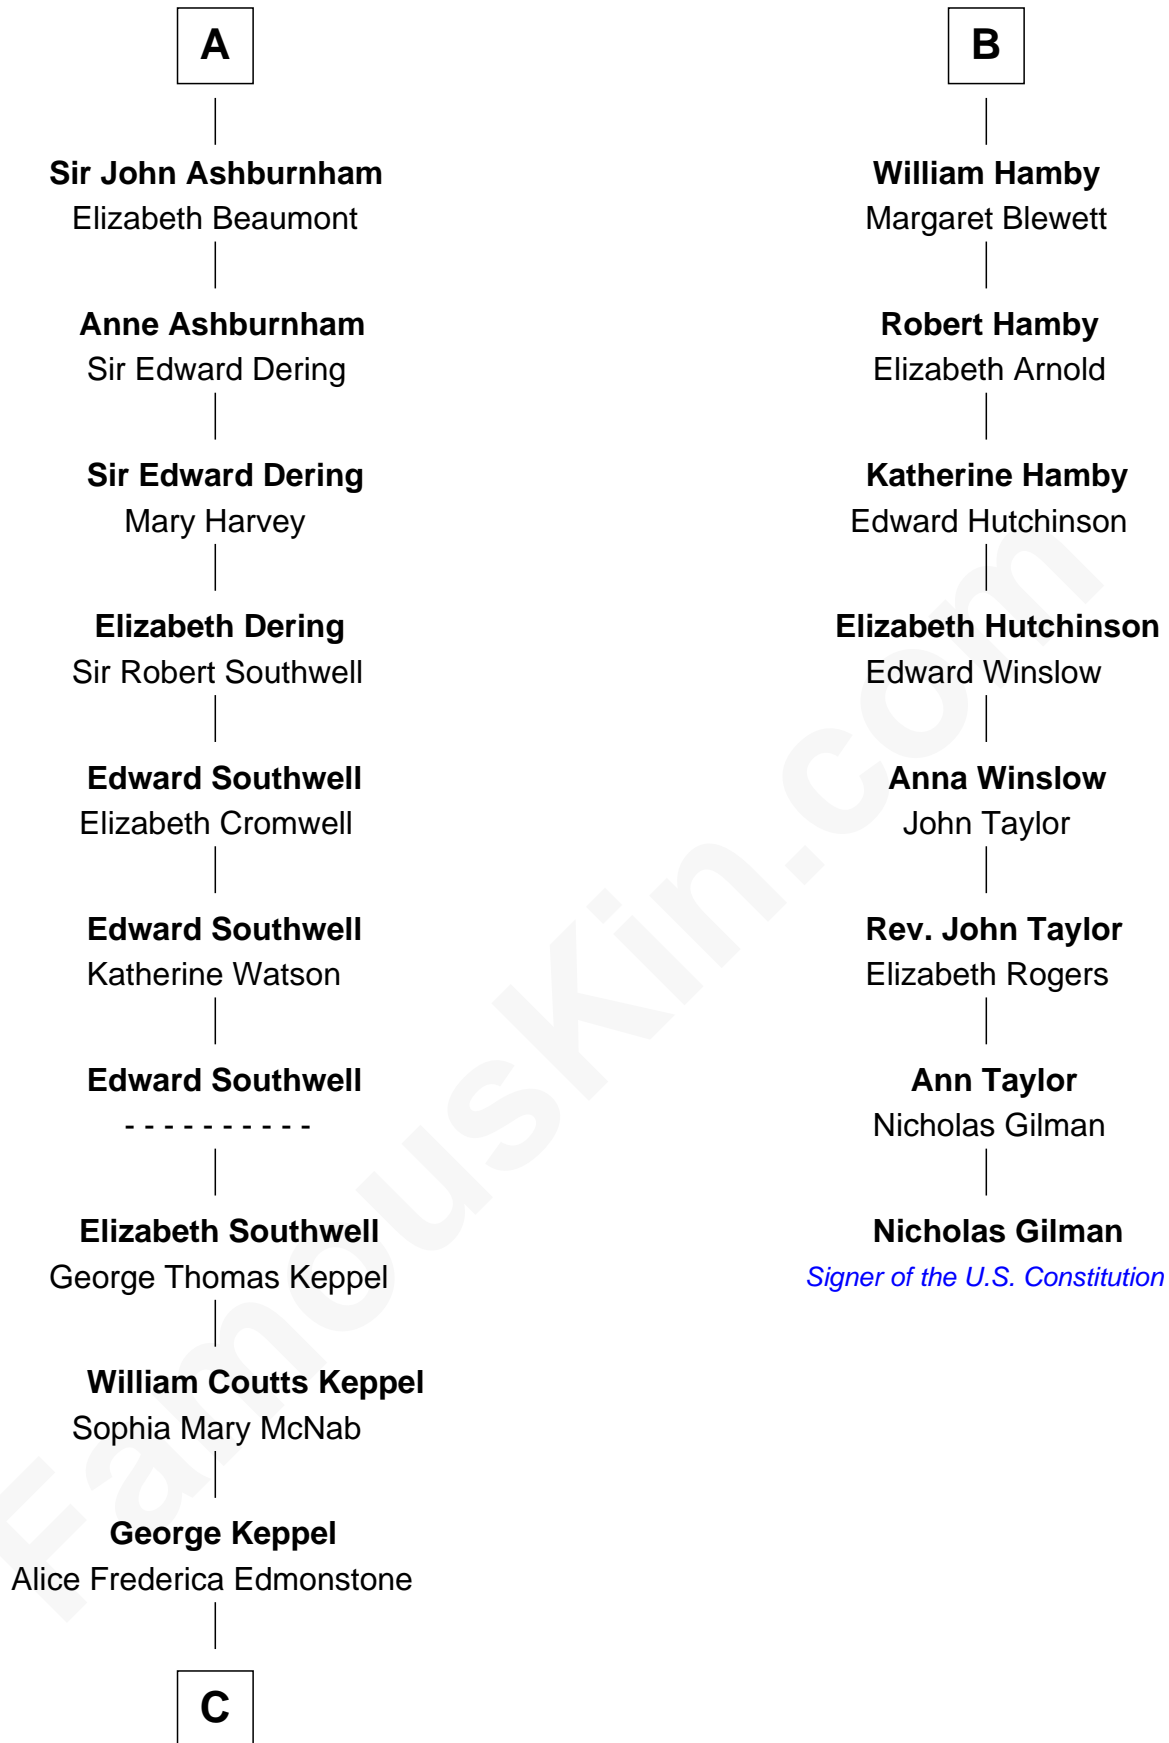 A
Sir John Ashburnham
Elizabeth Beaumont
Anne Ashburnham
Sir Edward Dering
Sir Edward Dering
Mary Harvey
Elizabeth Dering
Sir Robert Southwell
Edward Southwell
Elizabeth Cromwell
Edward Southwell
Katherine Watson
Edward Southwell
- - - - - - - - - -
Elizabeth Southwell
George Thomas Keppel
William Coutts Keppel
Sophia Mary McNab
George Keppel
Alice Frederica Edmonstone
C
B
William Hamby
Margaret Blewett
Robert Hamby
Elizabeth Arnold
Katherine Hamby
Edward Hutchinson
Elizabeth Hutchinson
Edward Winslow
Anna Winslow
John Taylor
Rev. John Taylor
Elizabeth Rogers
Ann Taylor
Nicholas Gilman
Nicholas Gilman
Signer of the U.S. Constitution
FamousKin.com